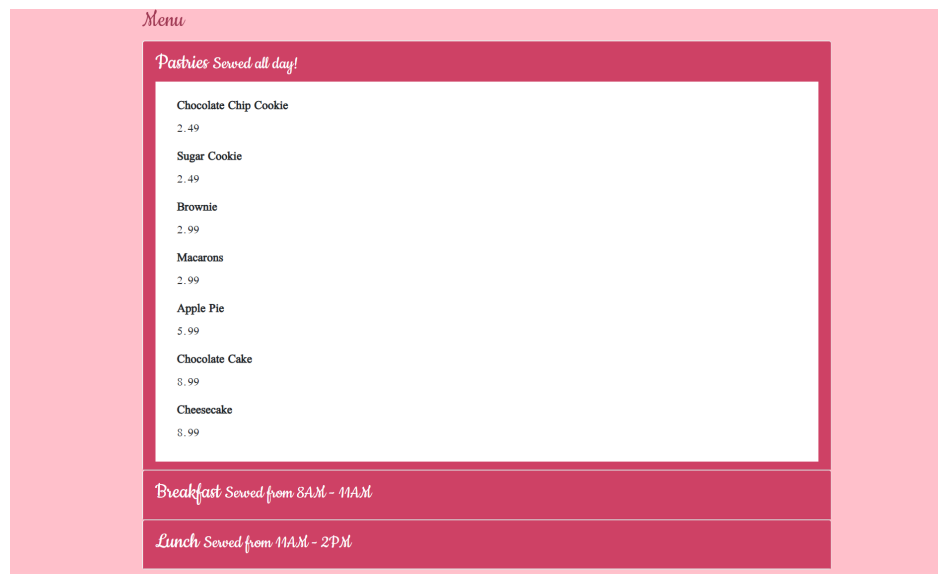 Menu
Pastries Served all day!
Chocolate Chip Cookie
2.49
Sugar Cookie
2.49
Brownie
2.99
Macarons
2.99
Apple Pie
5.99
Chocolate Cake
8.99
Cheesecake
8.99
Breakfast Served from 8AM - 11AM
Lunch Served from 11AM - 2PM